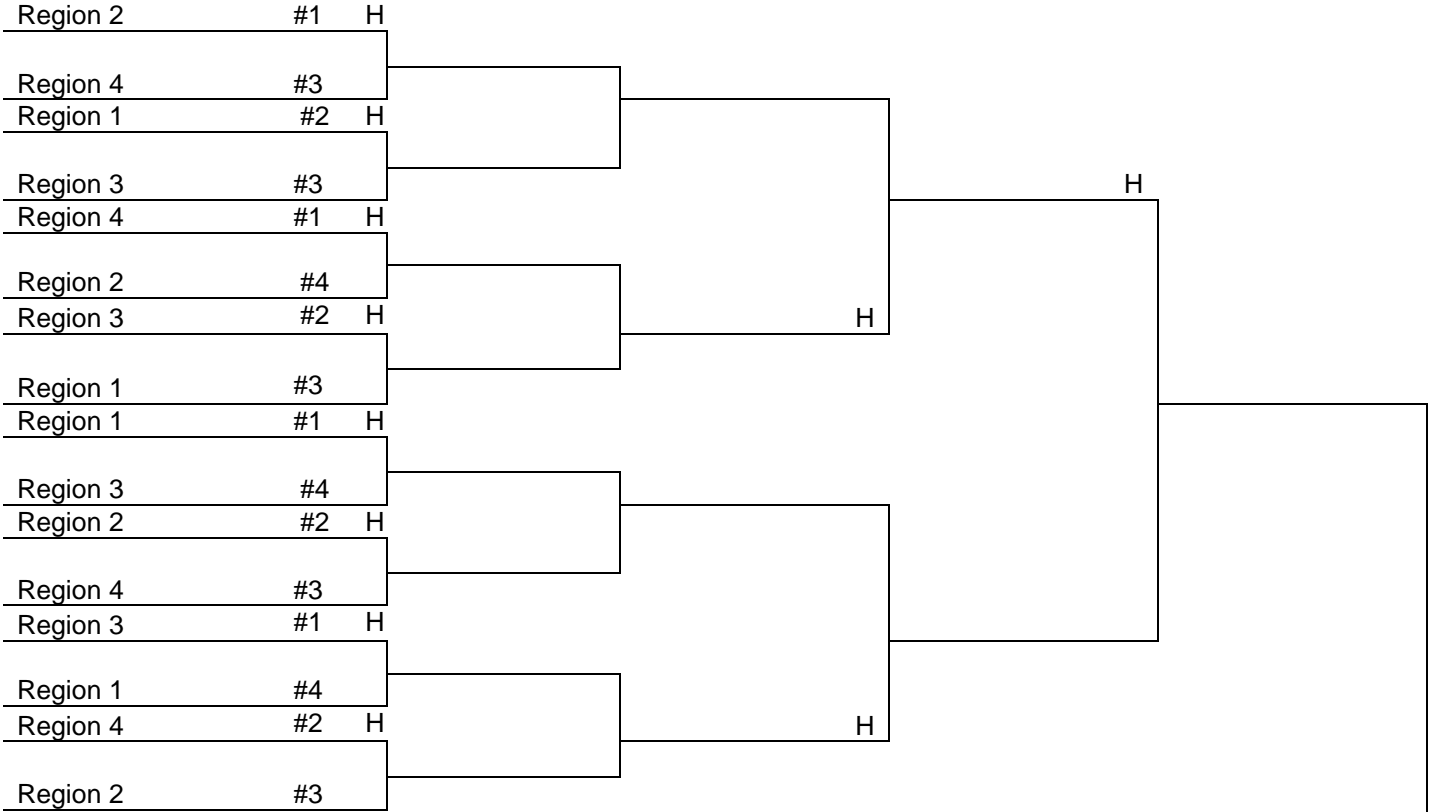 Region 2 #1 H
Region 4 #3
Region 1 #2 H
Region 3 #3
H
Region 4 #1 H
Region 2 #4
Region 3 #2 H
H
Region 1 #3
Region 1 #1 H
Region 3 #4
Region 2 #2 H
Region 4 #3
Region 3 #1 H
Region 1 #4
Region 4 #2 H
H
Region 2 #3